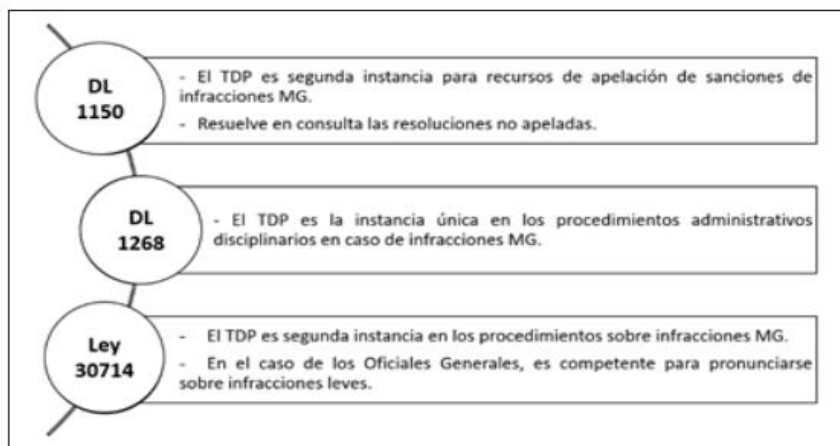 DL
1150
- El TDP es segunda instancia para recursos de apelación de sanciones de
infracciones MG.
- Resuelve en consulta las resoluciones no apeladas.
DL
1268
- El TDP es la instancia única en los procedimientos administrativos
disciplinarios en caso de infracciones MG.
Ley
30714
- El TDP es segunda instancia en los procedimientos sobre infracciones MG.
- En el caso de los Oficiales Generales, es competente para pronunciarse
sobre infracciones leves.